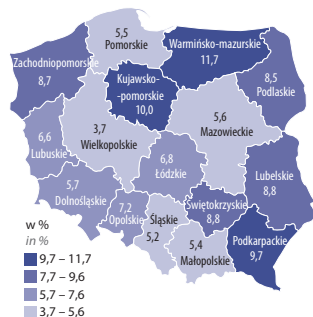 5,5
Pomorskie
Warmińsko-mazurskie
11,7
Zachodniopomorskie
8,7
Kujawsko-
-pomorskie
10,0
8,5
Podlaskie
5,6
Mazowieckie
3,7
Wielkopolskie
6,6
Lubuskie
6,8
Łódzkie
5,7
Dolnośląskie
Lubelskie
8,8
7,2
Opolskie
Śląskie
5,2
Świętokrzyskie
8,8
5,4
Małopolskie
Podkarpackie
9,7
w %
in %
9,7 – 11,7
7,7 – 9,6
5,7 – 7,6
3,7 – 5,6